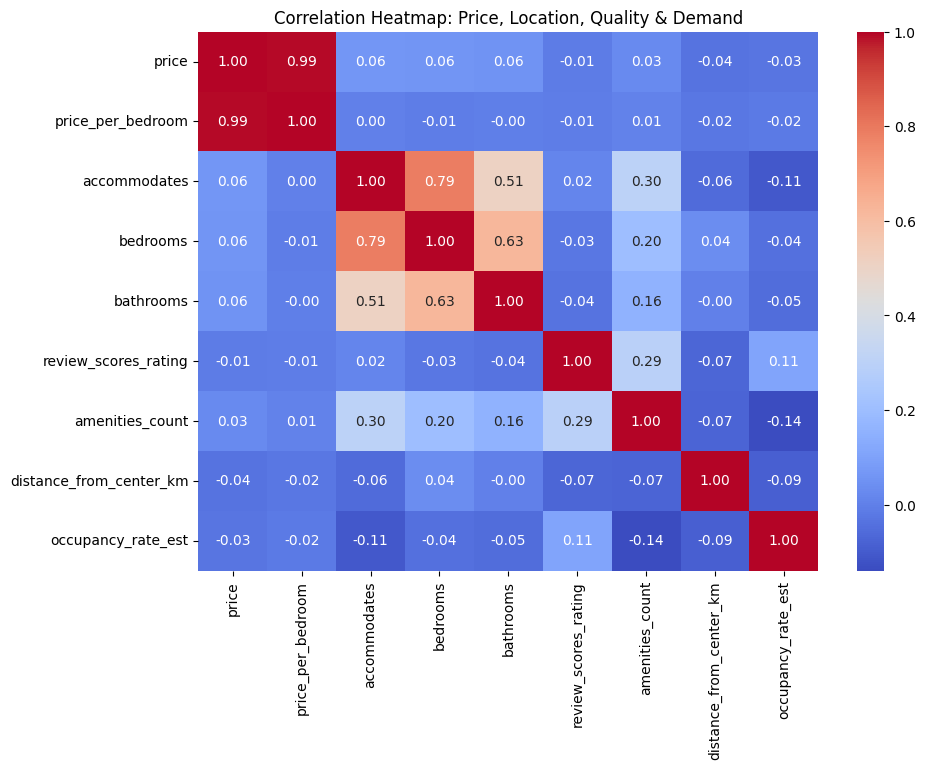 Correlation Heatmap: Price, Location, Quality & Demand
price 1.00 0.99 0.06 0.06 0.06 -0.01 0.03 -0.04 -0.03
price_per_bedroom 0.99 1.00 0.00 -0.01 -0.00 -0.01 0.01 -0.02 -0.02
accommodates 0.06 0.00 1.00 0.79 0.51 0.02 0.30 -0.06 -0.11
bedrooms 0.06 -0.01 0.79 1.00 0.63 -0.03 0.20 0.04 -0.04
bathrooms 0.06 -0.00 0.51 0.63 1.00 -0.04 0.16 -0.00 -0.05
review_scores_rating -0.01 -0.01 0.02 -0.03 -0.04 1.00 0.29 -0.07 0.11
amenities_count 0.03 0.01 0.30 0.20 0.16 0.29 1.00 -0.07 -0.14
distance_from_center_km -0.04 -0.02 -0.06 0.04 -0.00 -0.07 -0.07 1.00 -0.09
occupancy_rate_est -0.03 -0.02 -0.11 -0.04 -0.05 0.11 -0.14 -0.09 1.00
price
price_per_bedroom
accommodates
bedrooms
bathrooms
review_scores_rating
amenities_count
distance_from_center_km
occupancy_rate_est
1.0
0.8
0.6
0.4
0.2
0.0